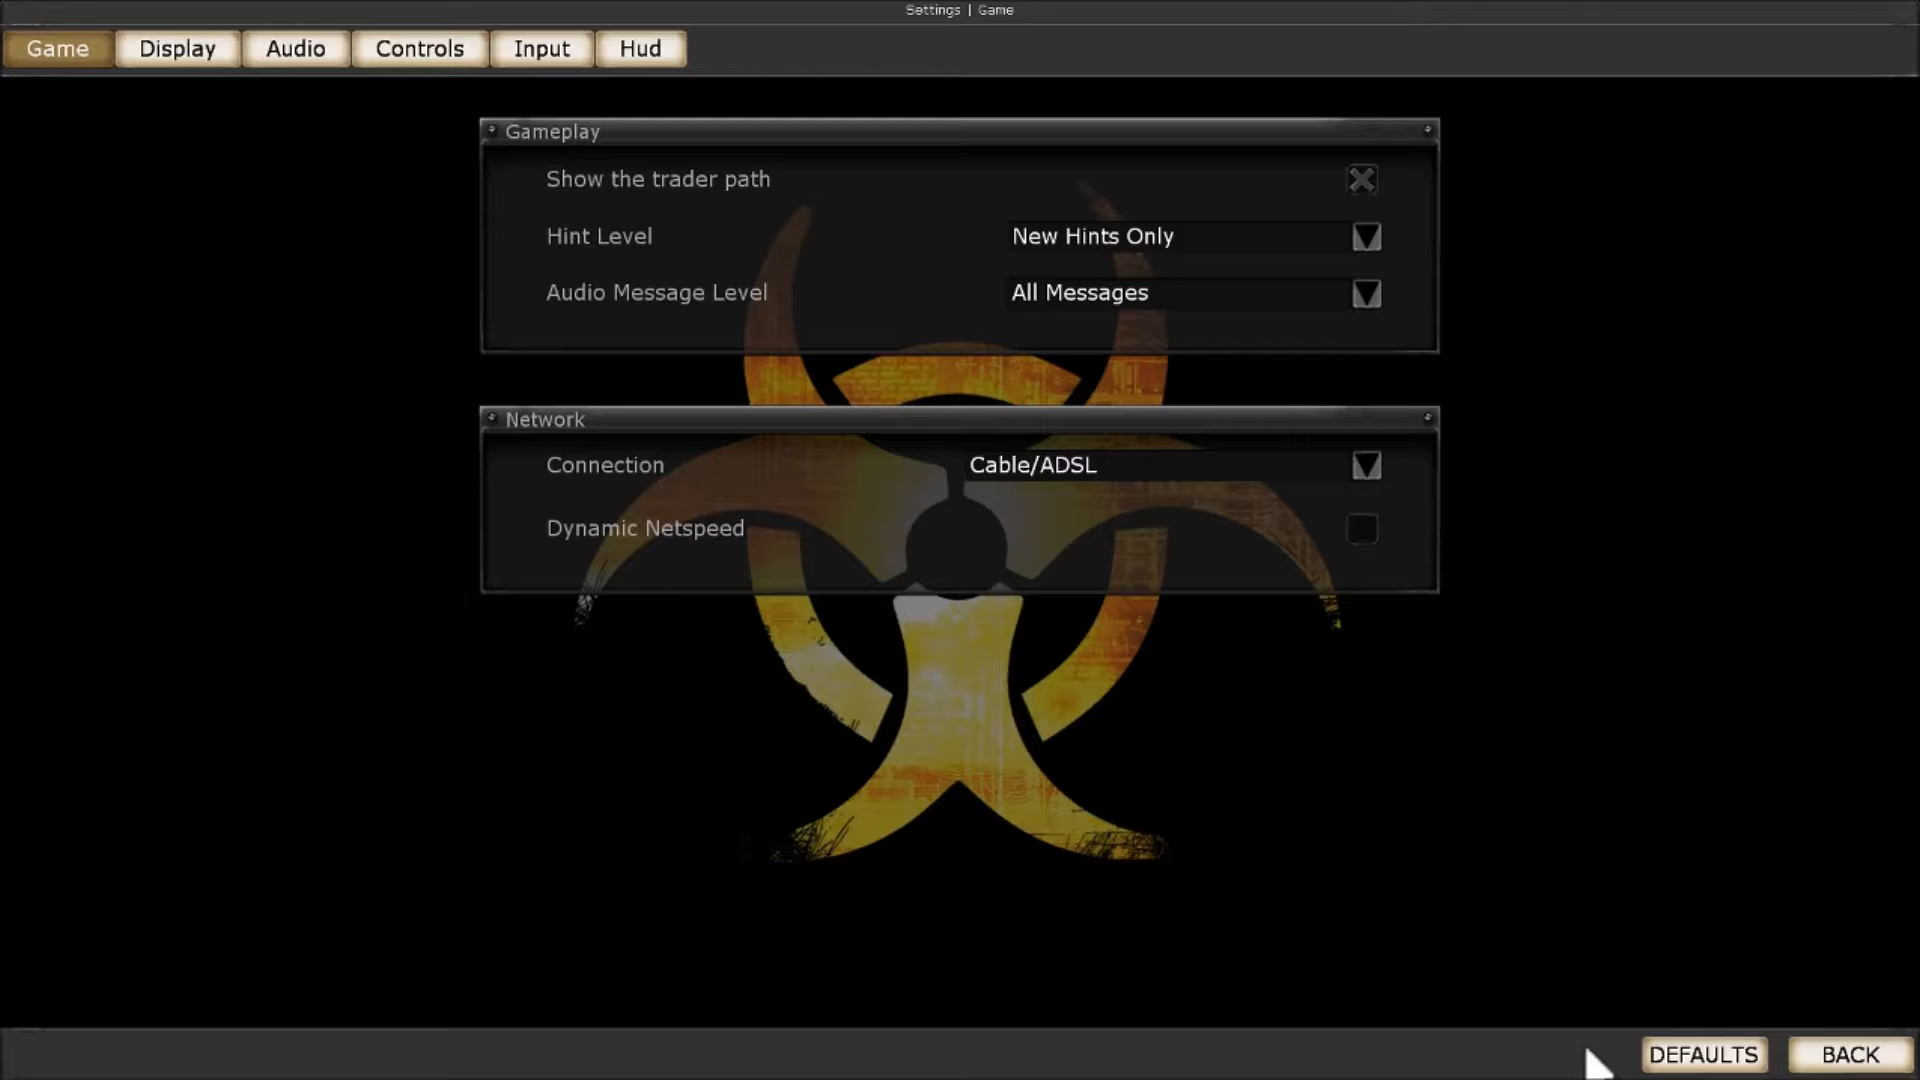 Settings | Game
Game Display Audio Controls Input Hud
Gameplay
Show the trader path
Hint Level New Hints Only
Audio Message Level All Messages
Network
Connection Cable/ADSL
Dynamic Netspeed
DEFAULTS BACK